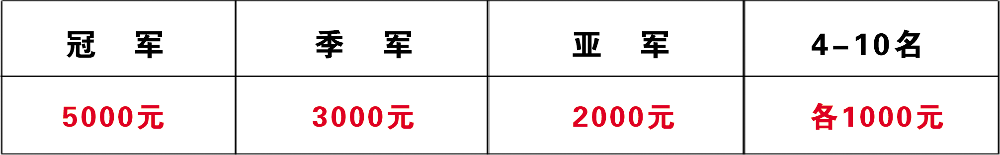 冠 军 季 军 亚 军 4-10名
5000元 3000元 2000元 各1000元